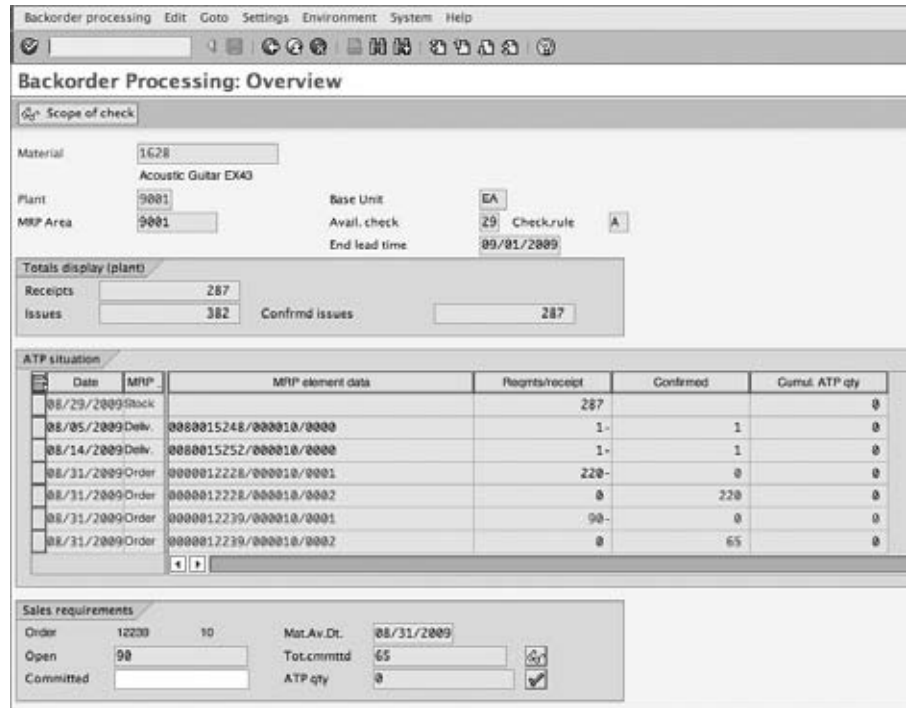 Backorder processing Edit Goto Settings Environment System Help
Backorder Processing: Overview
Scope of check
Material 1628
Acoustic Guitar EX43
Plant 9001 Base Unit EA
MRP Area 9001 Avail. check Z9 Check.rule A
End lead time 09/01/2009
Totals display (plant)
Receipts 287
Issues 382 Confrmd issues 287
ATP situation
Date MRP MRP element data Reqmts/receipt Confirmed Cumul. ATP qty
08/29/2009 Stock 287 0
08/05/2009 Deliv. 0080015248/000010/0000 1- 1 0
08/14/2009 Deliv. 0080015252/000010/0000 1- 1 0
08/31/2009 Order 0000012228/000010/0001 220- 0 0
08/31/2009 Order 0000012228/000010/0002 0 220 0
08/31/2009 Order 0000012239/000010/0001 90- 0 0
08/31/2009 Order 0000012239/000010/0002 0 65 0
Sales requirements
Order 12239 10 Mat.Av.Dt. 08/31/2009
Open 90 Tot.cmmttd 65
Committed ATP qty 0